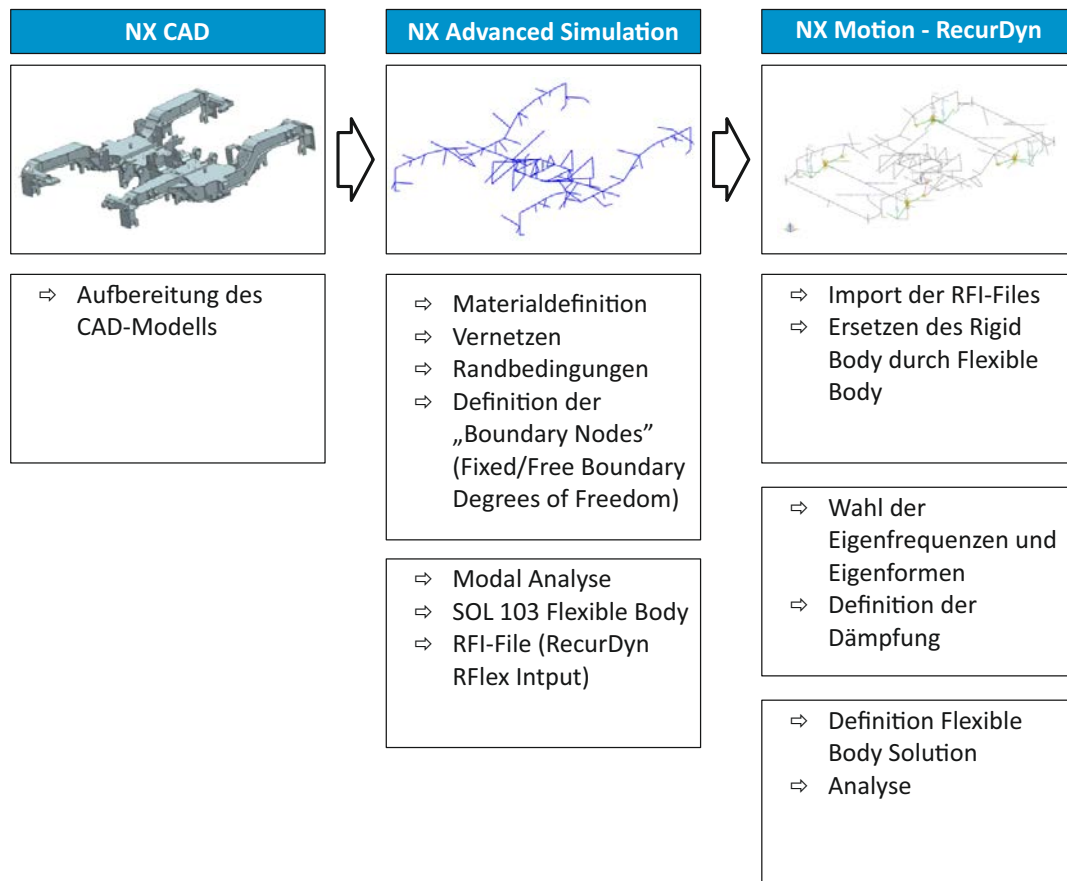 NX CAD
⇨ Aufbereitung des
CAD-Modells
NX Advanced Simulation
⇨ Materialdefinition
⇨ Vernetzen
⇨ Randbedingungen
⇨ Definition der
„Boundary Nodes”
(Fixed/Free Boundary
Degrees of Freedom)
⇨ Modal Analyse
⇨ SOL 103 Flexible Body
⇨ RFI-File (RecurDyn
RFlex Intput)
NX Motion - RecurDyn
⇨ Import der RFI-Files
⇨ Ersetzen des Rigid
Body durch Flexible
Body
⇨ Wahl der
Eigenfrequenzen und
Eigenformen
⇨ Definition der
Dämpfung
⇨ Definition Flexible
Body Solution
⇨ Analyse